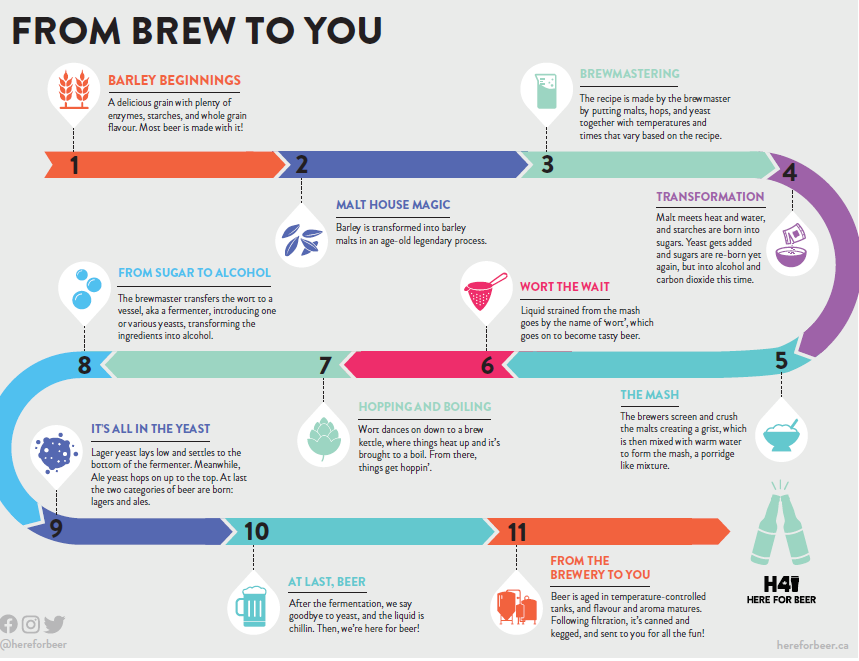 FROM BREW TO YOU
1
BARLEY BEGINNINGS
A delicious grain with plenty of
enzymes, starches, and whole grain
flavour. Most beer is made with it!
2
MALT HOUSE MAGIC
Barley is transformed into barley
malts in an age-old legendary process.
3
BREWMASTERING
The recipe is made by the brewmaster
by putting malts, hops, and yeast
together with temperatures and
times that vary based on the recipe.
4
TRANSFORMATION
Malt meets heat and water,
and starches are born into
sugars. Yeast gets added
and sugars are re-born yet
again, but into alcohol and
carbon dioxide this time.
5
THE MASH
The brewers screen and crush
the malts creating a grist, which
is then mixed with warm water
to form the mash, a porridge
like mixture.
6
WORT THE WAIT
Liquid strained from the mash
goes by the name of ‘wort’, which
goes on to become tasty beer.
7
HOPPING AND BOILING
Wort dances on down to a brew
kettle, where things heat up and it’s
brought to a boil. From there,
things get hoppin’.
8
FROM SUGAR TO ALCOHOL
The brewmaster transfers the wort to a
vessel, aka a fermenter, introducing one
or various yeasts, transforming the
ingredients into alcohol.
9
IT’S ALL IN THE YEAST
Lager yeast lays low and settles to the
bottom of the fermenter. Meanwhile,
Ale yeast hops on up to the top. At last
the two categories of beer are born:
lagers and ales.
10
AT LAST, BEER
After the fermentation, we say
goodbye to yeast, and the liquid is
chillin. Then, we’re here for beer!
11
FROM THE
BREWERY TO YOU
Beer is aged in temperature-controlled
tanks, and flavour and aroma matures.
Following filtration, it’s canned and
kegged, and sent to you for all the fun!
H4
HERE FOR BEER
@hereforbeer
hereforbeer.ca